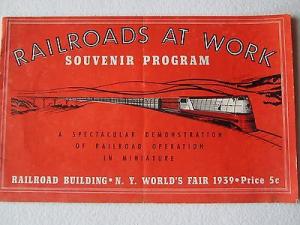 RAILROADS AT WORK
SOUVENIR PROGRAM
A SPECTACULAR DEMONSTRATION
OF RAILROAD OPERATION
IN MINIATURE
RAILROAD BUILDING • N. Y. WORLD'S FAIR 1939 • Price 5c